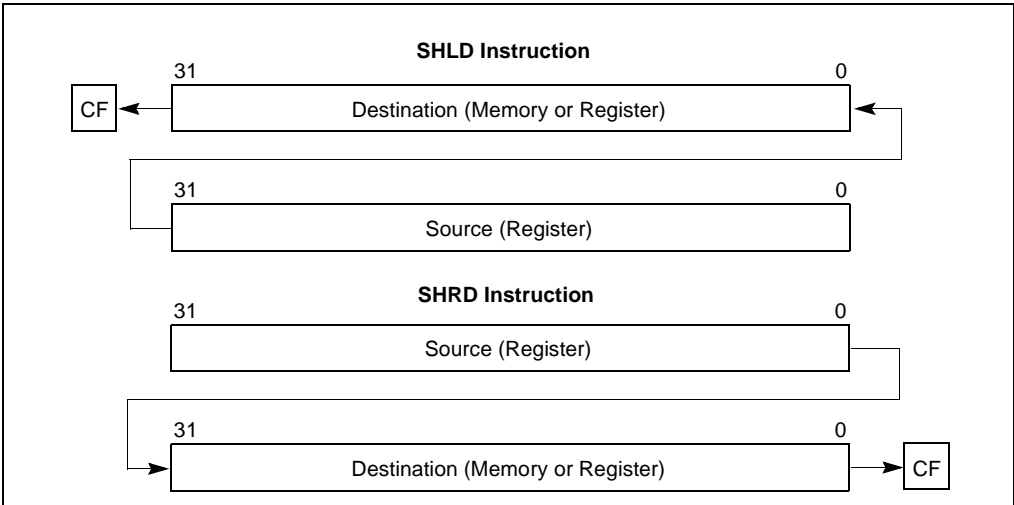 SHLD Instruction
31 0
CF Destination (Memory or Register)
31 0
Source (Register)
SHRD Instruction
31 0
Source (Register)
31 0
Destination (Memory or Register) CF